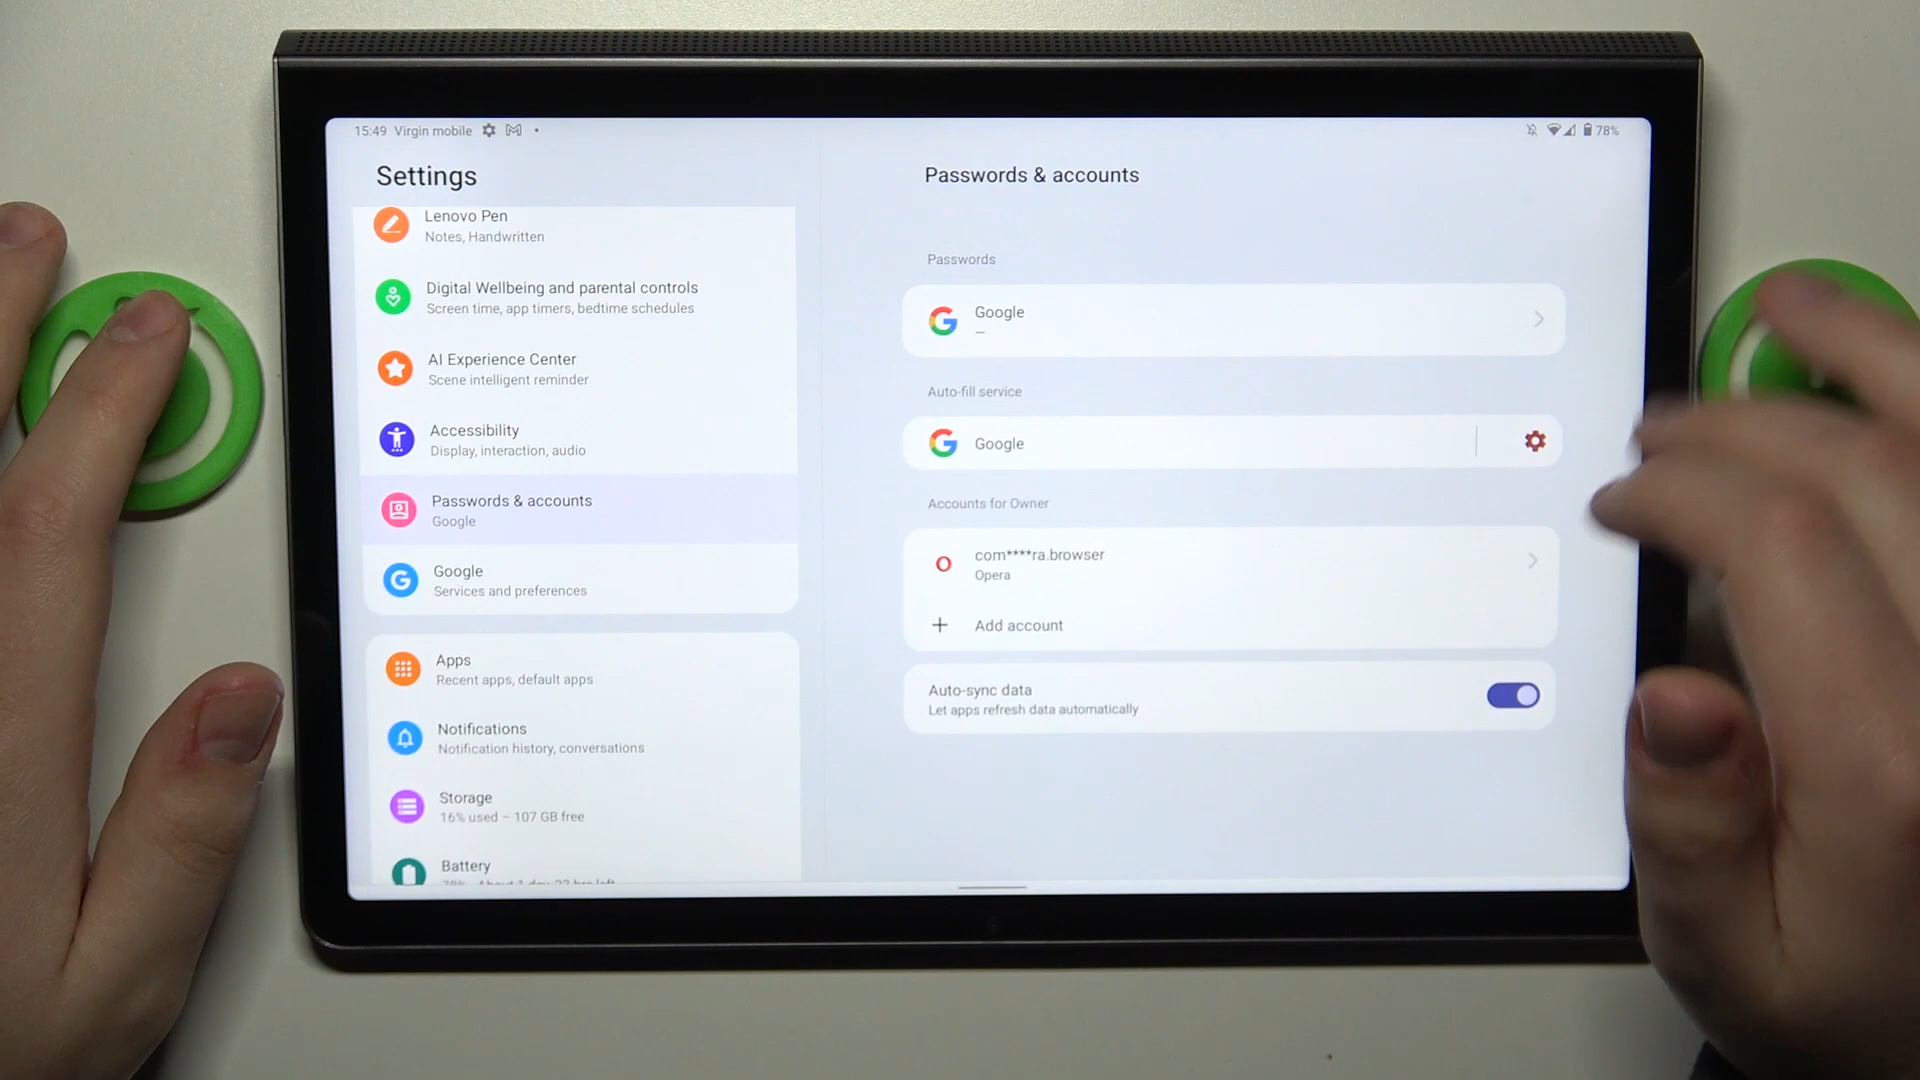 15:49 Virgin mobile
78%
Settings
Lenovo Pen
Notes, Handwritten
Digital Wellbeing and parental controls
Screen time, app timers, bedtime schedules
AI Experience Center
Scene intelligent reminder
Accessibility
Display, interaction, audio
Passwords & accounts
Google
Google
Services and preferences
Apps
Recent apps, default apps
Notifications
Notification history, conversations
Storage
16% used – 107 GB free
Battery
Passwords & accounts
Passwords
Google
—
Auto-fill service
Google
Accounts for Owner
com****ra.browser
Opera
+ Add account
Auto-sync data
Let apps refresh data automatically